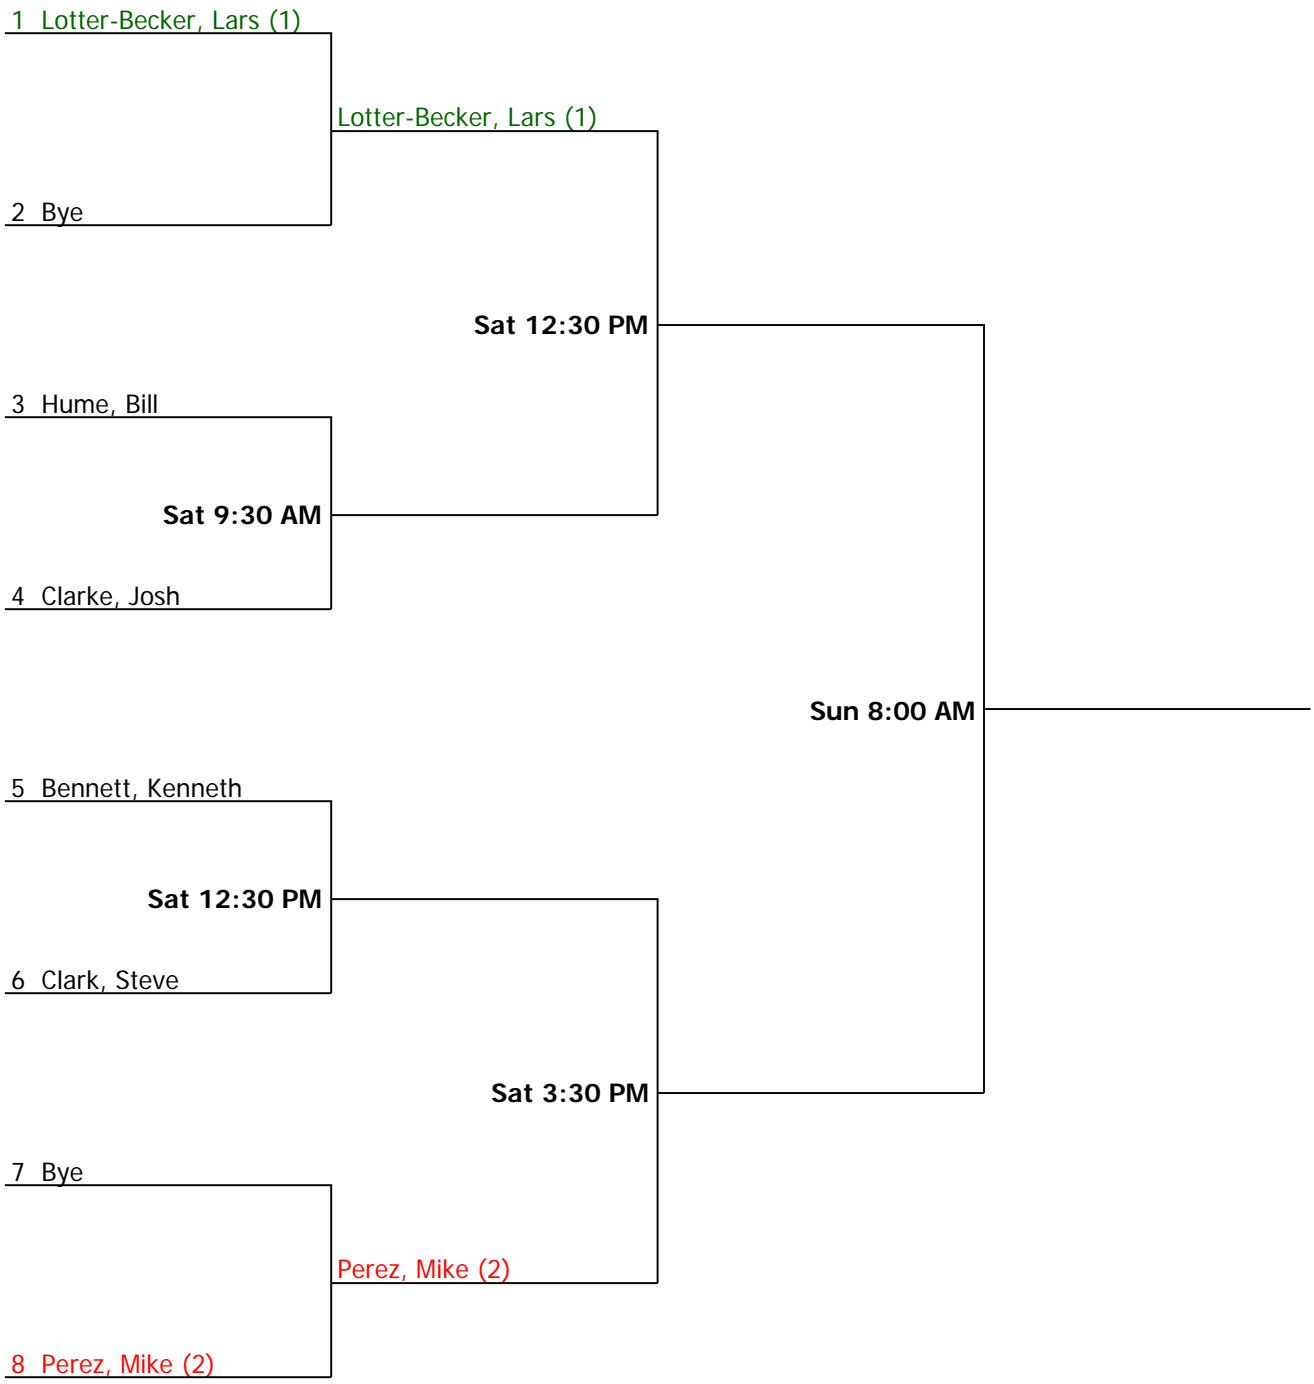 1 Lotter-Becker, Lars (1)
Lotter-Becker, Lars (1)
2 Bye
Sat 12:30 PM
3 Hume, Bill
Sat 9:30 AM
4 Clarke, Josh
Sun 8:00 AM
5 Bennett, Kenneth
Sat 12:30 PM
6 Clark, Steve
Sat 3:30 PM
7 Bye
Perez, Mike (2)
8 Perez, Mike (2)